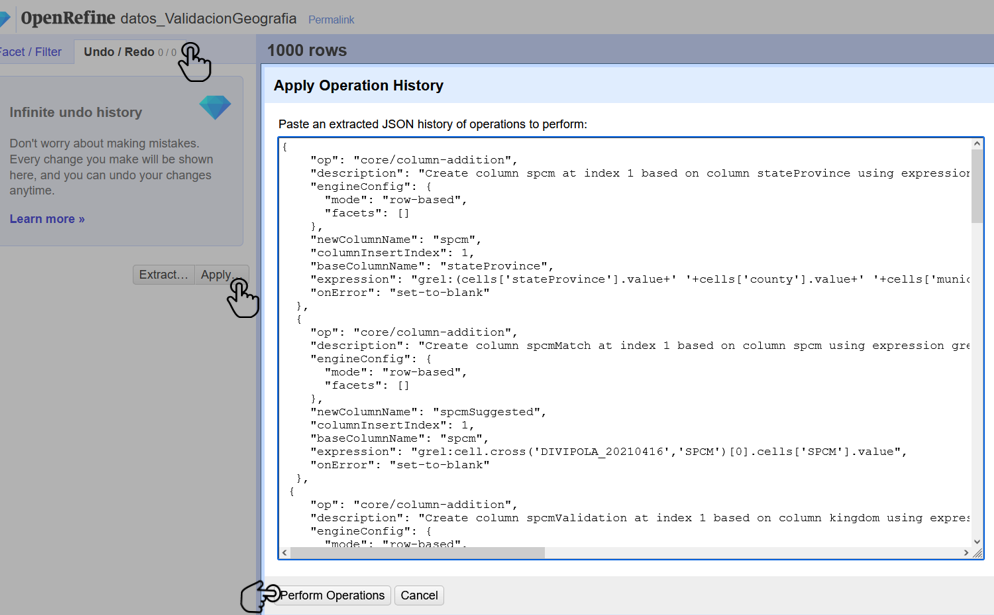 OpenRefine datos_ValidacionGeografia Permalink
Facet / Filter Undo / Redo 0 / 0
1000 rows
Infinite undo history
Don't worry about making mistakes.
Every change you make will be shown
here, and you can undo your changes
anytime.
Learn more »
Extract... Apply...
Apply Operation History
Paste an extracted JSON history of operations to perform:
{
"op": "core/column-addition",
"description": "Create column spcm at index 1 based on column stateProvince using expression
"engineConfig": {
"mode": "row-based",
"facets": []
},
"newColumnName": "spcm",
"columnInsertIndex": 1,
"baseColumnName": "stateProvince",
"expression": "grel:(cells['stateProvince'].value+' '+cells['county'].value+' '+cells['munic
"onError": "set-to-blank"
},
{
"op": "core/column-addition",
"description": "Create column spcmMatch at index 1 based on column spcm using expression gre
"engineConfig": {
"mode": "row-based",
"facets": []
},
"newColumnName": "spcmSuggested",
"columnInsertIndex": 1,
"baseColumnName": "spcm",
"expression": "grel:cell.cross('DIVIPOLA_20210416','SPCM')[0].cells['SPCM'].value",
"onError": "set-to-blank"
},
{
"op": "core/column-addition",
"description": "Create column spcmValidation at index 1 based on column kingdom using expres
"engineConfig": {
"mode": "row-based",
Perform Operations Cancel